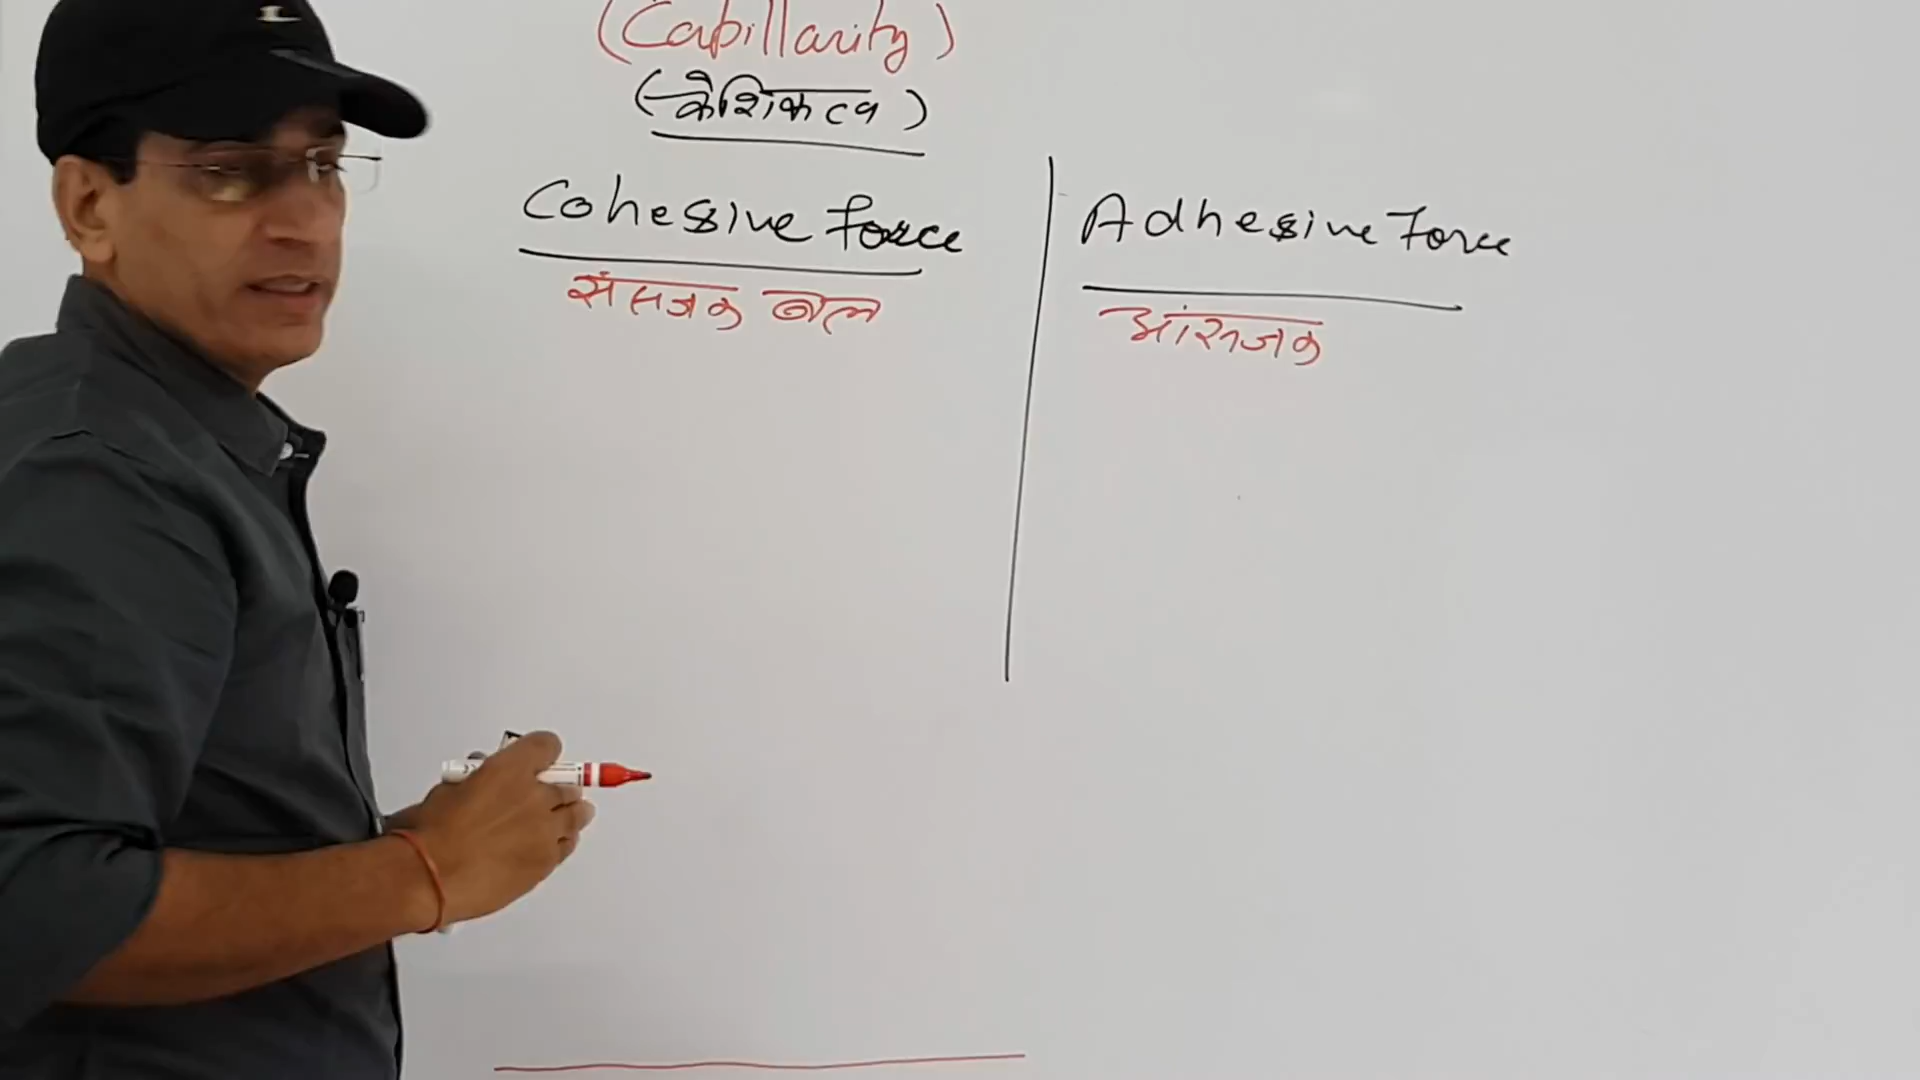 (Capillarity)
(केशिकत्व)
Cohesive force
संसजक बल
Adhesive Force
आंसजक